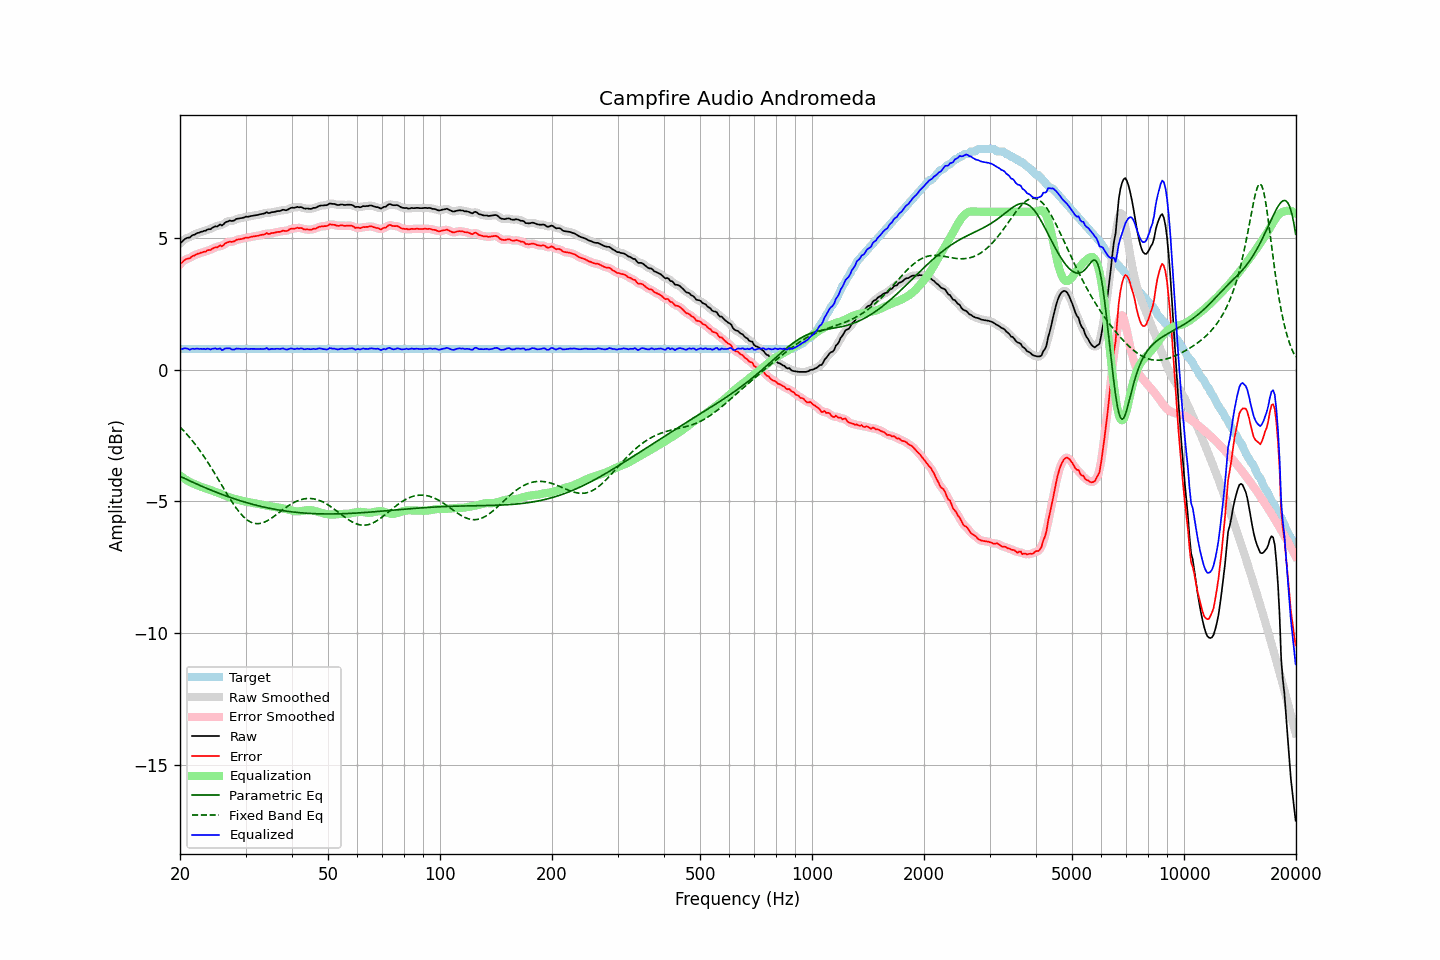 Campfire Audio Andromeda
Amplitude (dBr)
5
0
−5
−10
−15
Target
Raw Smoothed
Error Smoothed
Raw
Error
Equalization
Parametric Eq
Fixed Band Eq
Equalized
20 50 100 200 500 1000 2000 5000 10000 20000
Frequency (Hz)